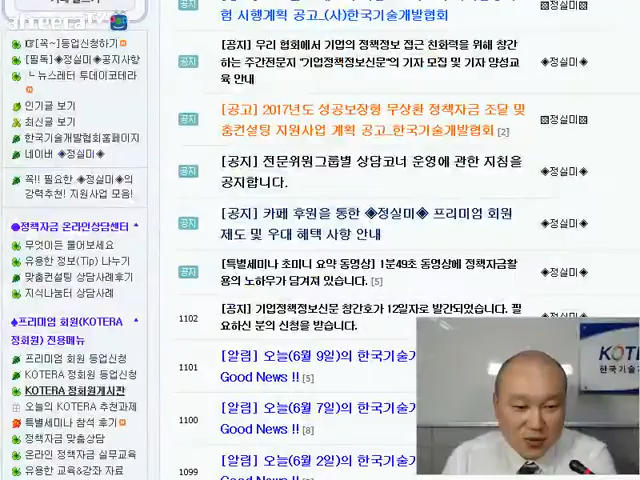 afreecaTV
공지
험 시행계획 공고_(사)한국기술개발협회
▧정실미▧
☞[꼭~]등업신청하기
[필독]◈정실미◈공지사항
└ 뉴스레터 투데이코테라
인기글 보기
최신글 보기
한국기술개발협회홈페이지
네이버 ◈정실미◈
꼭!! 필요한 ◈정실미◈의
강력추천! 지원사업 모음!
●정책자금 온라인상담센터
무엇이든 물어보세요
유용한 정보(Tip) 나누기
맞춤컨설팅 상담사례후기
지식나눔터 상담사례
♦프리미엄 회원(KOTERA
정회원) 전용메뉴
프리미엄 회원 등업신청
KOTERA 정회원 등업신청
KOTERA 정회원게시판
오늘의 KOTERA 추천과제
특별세미나 참석 후기
정책자금 맞춤상담
온라인 정책자금 실무교육
유용한 교육&강좌 자료
공지
[공지] 우리 협회에서 기업의 정책정보 접근 친화력을 위해 창간
하는 주간전문지 "기업정책정보신문"의 기자 모집 및 기자 양성교
육 안내
◈정실미◈
공지
[공고] 2017년도 성공보장형 무상환 정책자금 조달 맞
춤컨설팅 지원사업 계획 공고_한국기술개발협회 [2]
▧정실미▧
공지
[공지] 전문위원그룹별 상담코너 운영에 관한 지침을
공지합니다.
◈정실미◈
공지
[공지] 카페 후원을 통한 ◈정실미◈ 프리미엄 회원
제도 및 우대 혜택 사항 안내
◈정실미◈
공지
[특별세미나 초미니 요약 동영상] 1분49초 동영상에 정책자금활
용의 노하우가 담겨져 있습니다. [5]
◈정실미◈
1102
[공지] 기업정책정보신문 창간호가 12일자로 발간되었습니다. 필
요하신 분의 신청을 받습니다.
1101
[알림] 오늘(6월 9일)의 한국기술개
Good News !! [5]
1100
[알림] 오늘(6월 7일)의 한국기술개
Good News !! [8]
1099
[알림] 오늘(6월 2일)의 한국기술개
KOTE
한국기술